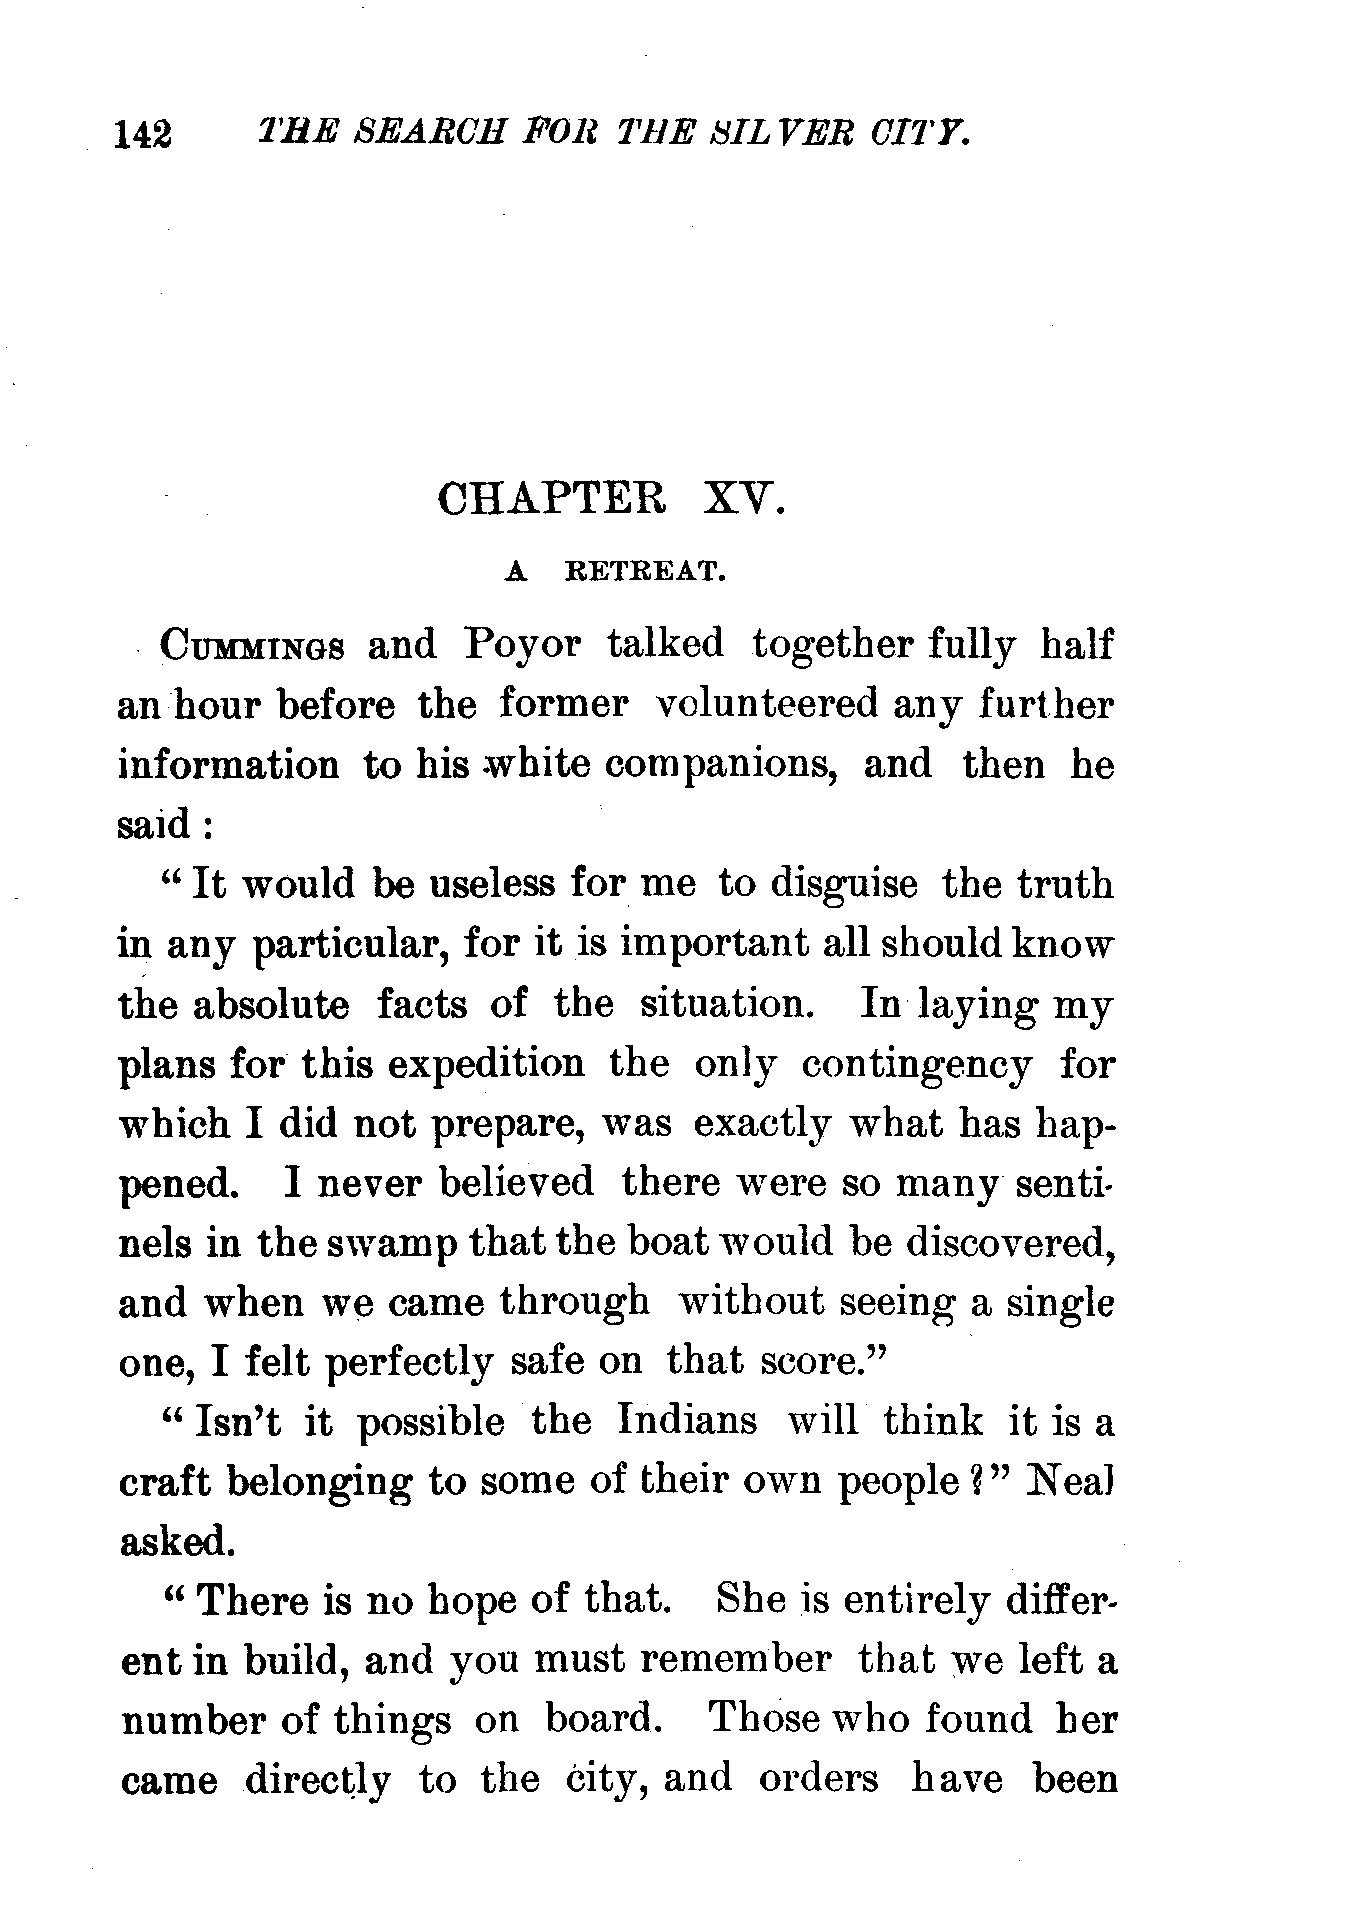 142 THE SEARCH FOR THE SILVER CITY.
CHAPTER XV.
A RETREAT.
CUMMINGS and Poyor talked together fully half
an hour before the former volunteered any further
information to his white companions, and then he
said :
“ It would be useless for me to disguise the truth
in any particular, for it is important all should know
the absolute facts of the situation. In laying my
plans for this expedition the only contingency for
which I did not prepare, was exactly what has hap-
pened. I never believed there were so many senti-
nels in the swamp that the boat would be discovered,
and when we came through without seeing a single
one, I felt perfectly safe on that score.”
“ Isn’t it possible the Indians will think it is a
craft belonging to some of their own people ?” Neal
asked.
“ There is no hope of that. She is entirely differ-
ent in build, and you must remember that we left a
number of things on board. Those who found her
came directly to the city, and orders have been